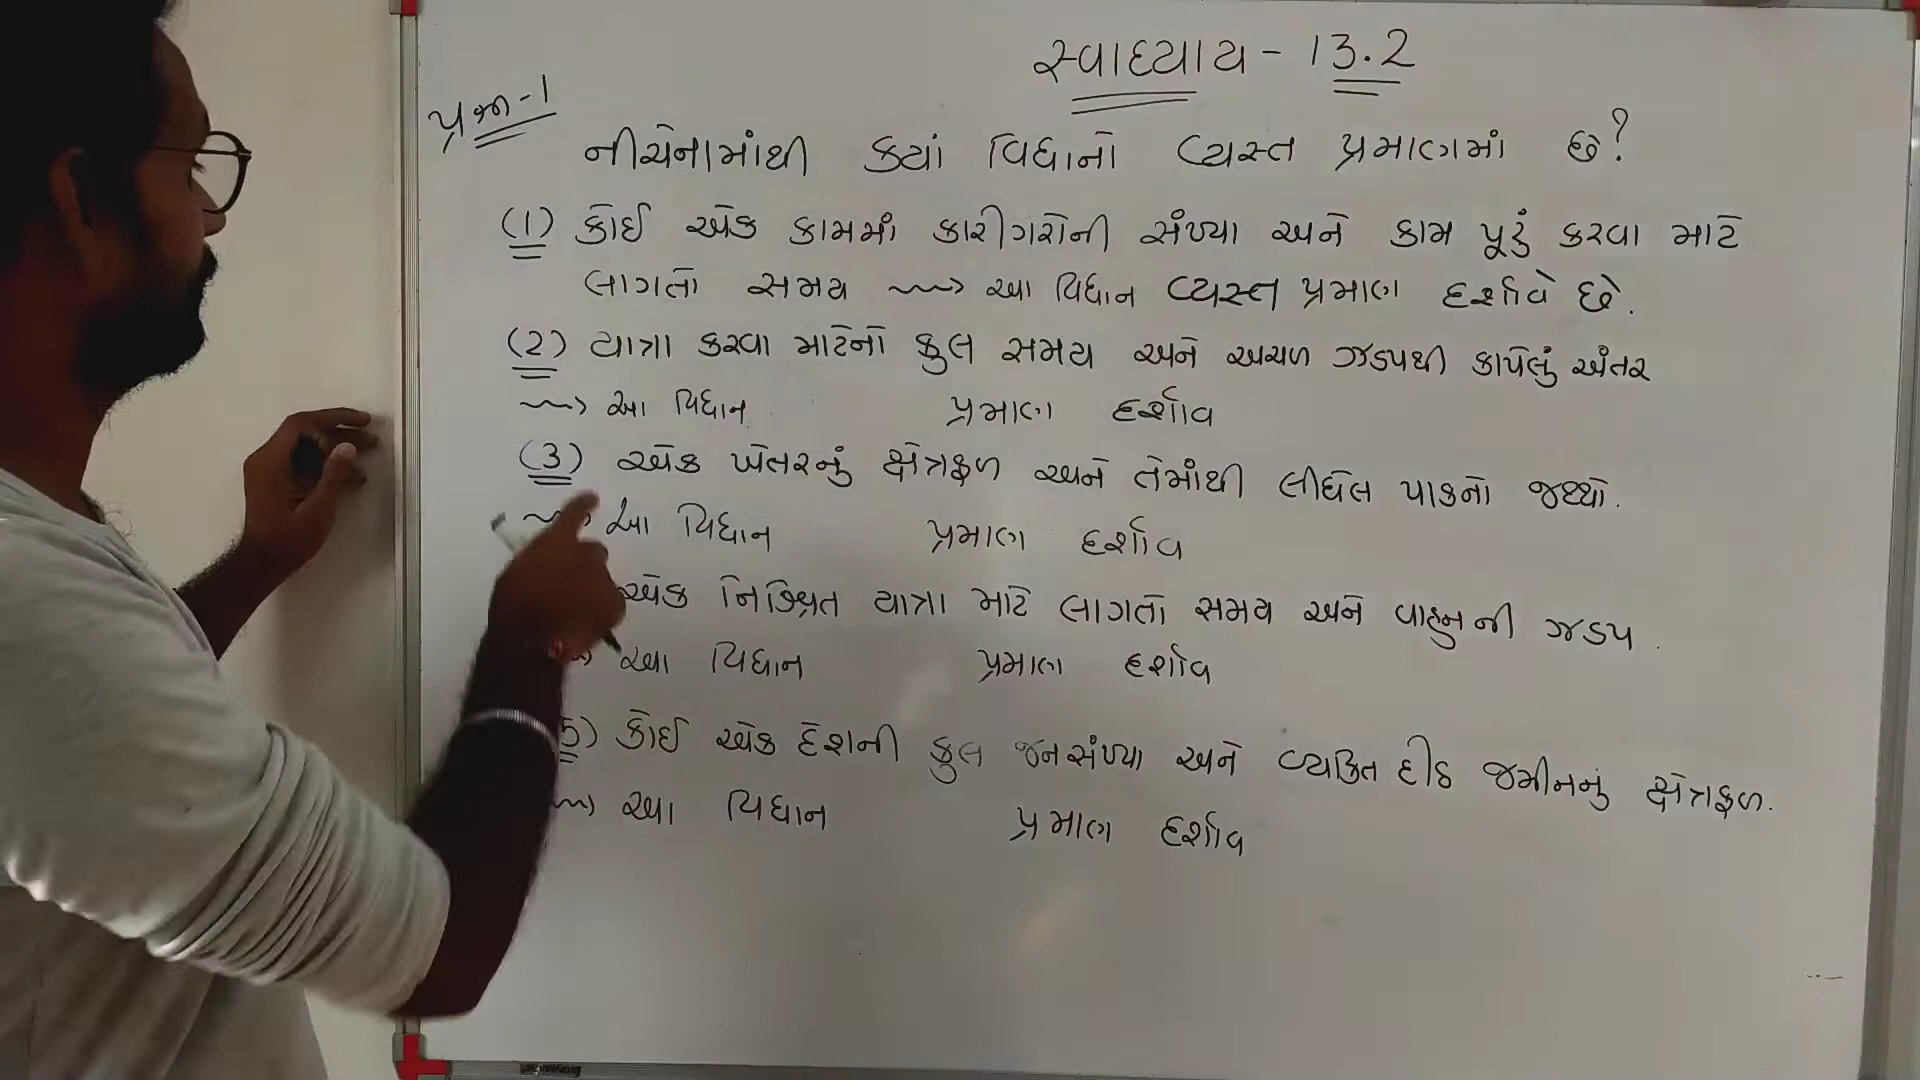 સ્વાધ્યાય - 13.2
પ્રશ્ન-1
નીચેનામાંથી કયાં વિધાનો વ્યસ્ત પ્રમાણમાં છે?
(1) કોઈ એક કામમાં કારીગરોની સંખ્યા અને કામ પૂરું કરવા માટે
લાગતો સમય ⇝ આ વિધાન વ્યસ્ત પ્રમાણ દર્શાવે છે.
(2) યાત્રા કરવા માટેનો કુલ સમય અને અચળ ઝડપથી કાપેલું અંતર
⇝ આ વિધાન પ્રમાણ દર્શાવ
(3) એક ખેતરનું ક્ષેત્રફળ અને તેમાંથી લીધેલ પાકનો જથ્થો.
⇝ આ વિધાન પ્રમાણ દર્શાવ
એક નિશ્ચિત યાત્રા માટે લાગતો સમય અને વાહનની ઝડપ.
આ વિધાન પ્રમાણ દર્શાવ
5) કોઈ એક દેશની કુલ જનસંખ્યા અને વ્યકિત દીઠ જમીનનું ક્ષેત્રફળ.
⇝ આ વિધાન પ્રમાણ દર્શાવ